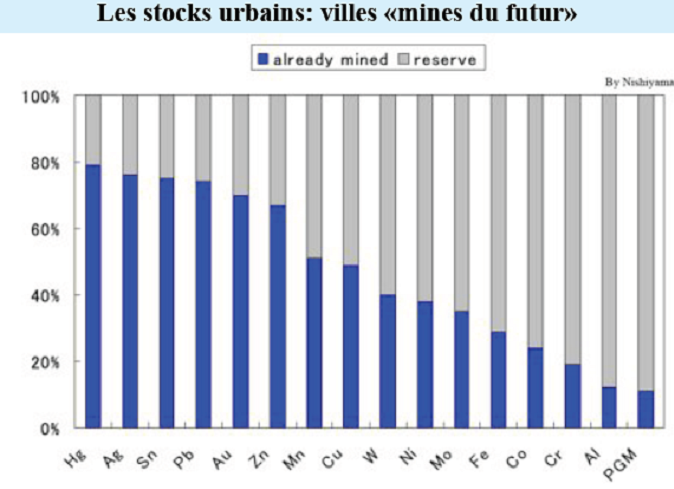 Les stocks urbains: villes «mines du futur»
already mined reserve
By Nishiyama
100%
80%
60%
40%
20%
0%
Hg Ag Sn Pb Au Zn Mn Cu W Ni Mo Fe Co Cr Al PGM